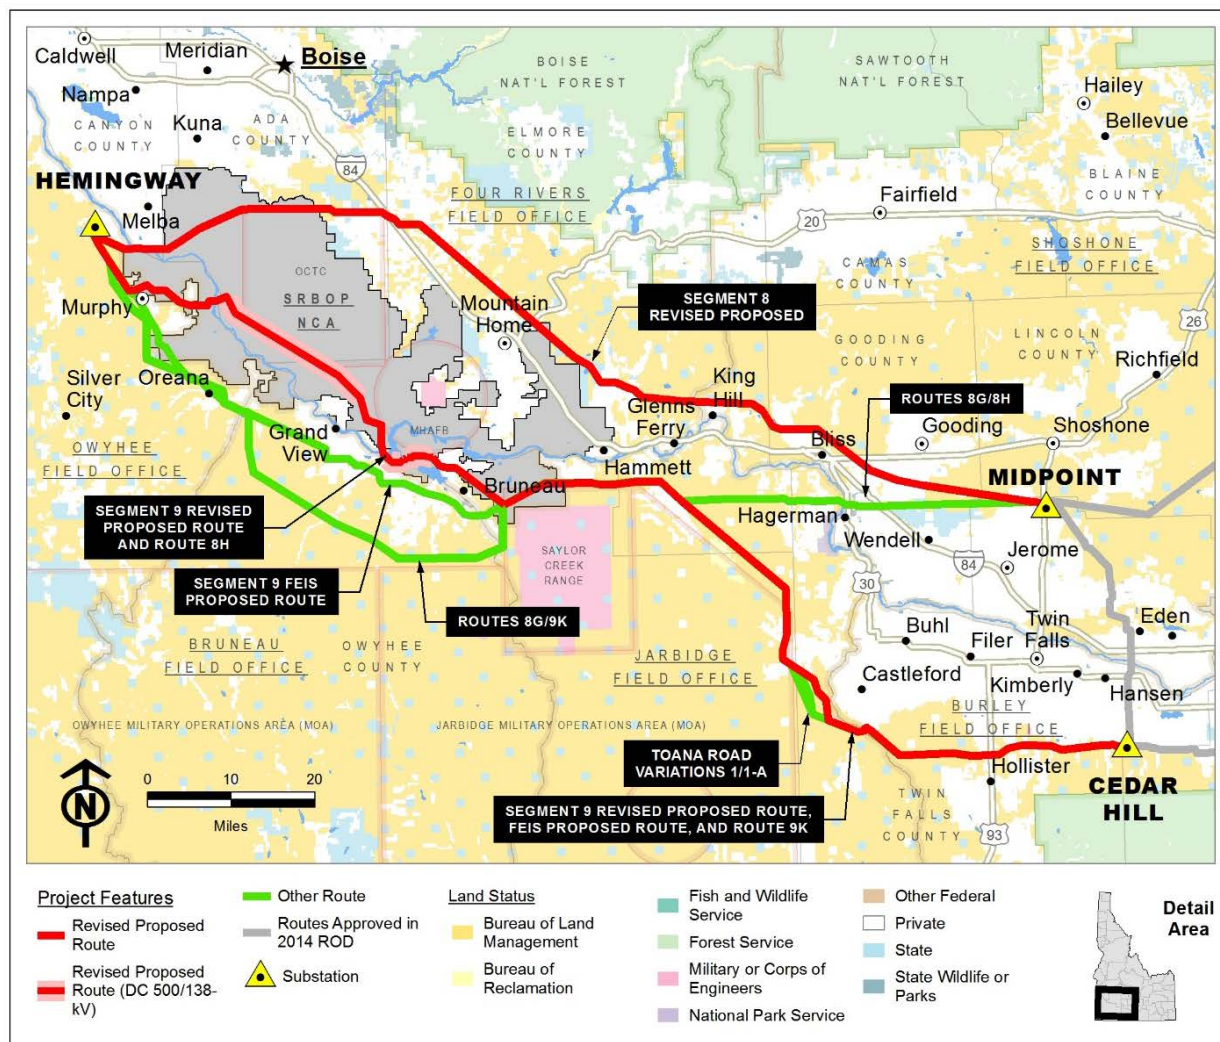 Caldwell
Meridian
Boise
Nampa
CANYON
COUNTY
Kuna
ADA
COUNTY
BOISE
NAT'L FOREST
SAWTOOTH
NAT'L FOREST
Hailey
Bellevue
ELMORE
COUNTY
84
BLAINE
COUNTY
HEMINGWAY
Melba
FOUR RIVERS
FIELD OFFICE
Fairfield
20
SHOSHONE
FIELD OFFICE
CAMAS
COUNTY
OCTC
SRBOP
NCA
Murphy
Mountain
Home
SEGMENT 8
REVISED PROPOSED
GOODING
COUNTY
LINCOLN
COUNTY
26
Richfield
Silver
City
Oreana
King
Hill
ROUTES 8G/8H
Glenns
Ferry
Gooding
Shoshone
Grand
View
MHAFB
Bliss
OWYHEE
FIELD OFFICE
Hammett
MIDPOINT
Bruneau
SEGMENT 9 REVISED
PROPOSED ROUTE
AND ROUTE 8H
Hagerman
Wendell
SAYLOR
CREEK
RANGE
84
Jerome
SEGMENT 9 FEIS
PROPOSED ROUTE
30
ROUTES 8G/9K
Buhl
Filer
Twin
Falls
Eden
BRUNEAU
FIELD OFFICE
OWYHEE
COUNTY
JARBIDGE
FIELD OFFICE
Castleford
Kimberly
Hansen
BURLEY
FIELD OFFICE
OWYHEE MILITARY OPERATIONS AREA (MOA)
JARBIDGE MILITARY OPERATIONS AREA (MOA)
TOANA ROAD
VARIATIONS 1/1-A
Hollister
CEDAR
HILL
0 10 20
Miles
N
SEGMENT 9 REVISED PROPOSED ROUTE,
FEIS PROPOSED ROUTE, AND ROUTE 9K
TWIN
FALLS
COUNTY
93
Project Features
Revised Proposed
Route
Revised Proposed
Route (DC 500/138-
kV)
Other Route
Routes Approved in
2014 ROD
Substation
Land Status
Bureau of Land
Management
Bureau of
Reclamation
Fish and Wildlife
Service
Forest Service
Military or Corps of
Engineers
National Park Service
Other Federal
Private
State
State Wildlife or
Parks
Detail
Area